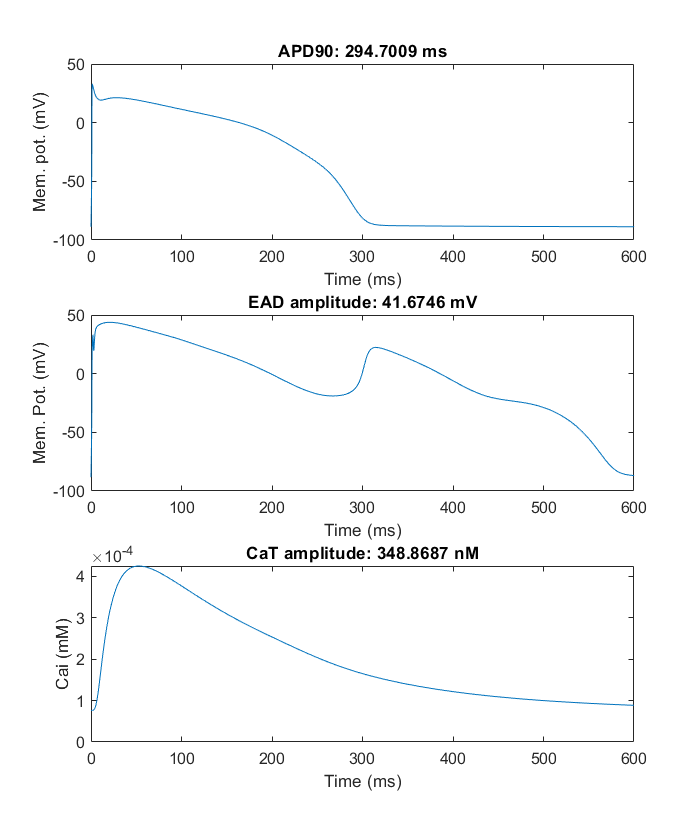 APD90: 294.7009 ms
50
0
-50
-100
Mem. pot. (mV)
0 100 200 300 400 500 600
Time (ms)
EAD amplitude: 41.6746 mV
50
0
-50
-100
Mem. Pot. (mV)
0 100 200 300 400 500 600
Time (ms)
×10-4 CaT amplitude: 348.8687 nM
4
3
2
1
0
Cai (mM)
0 100 200 300 400 500 600
Time (ms)